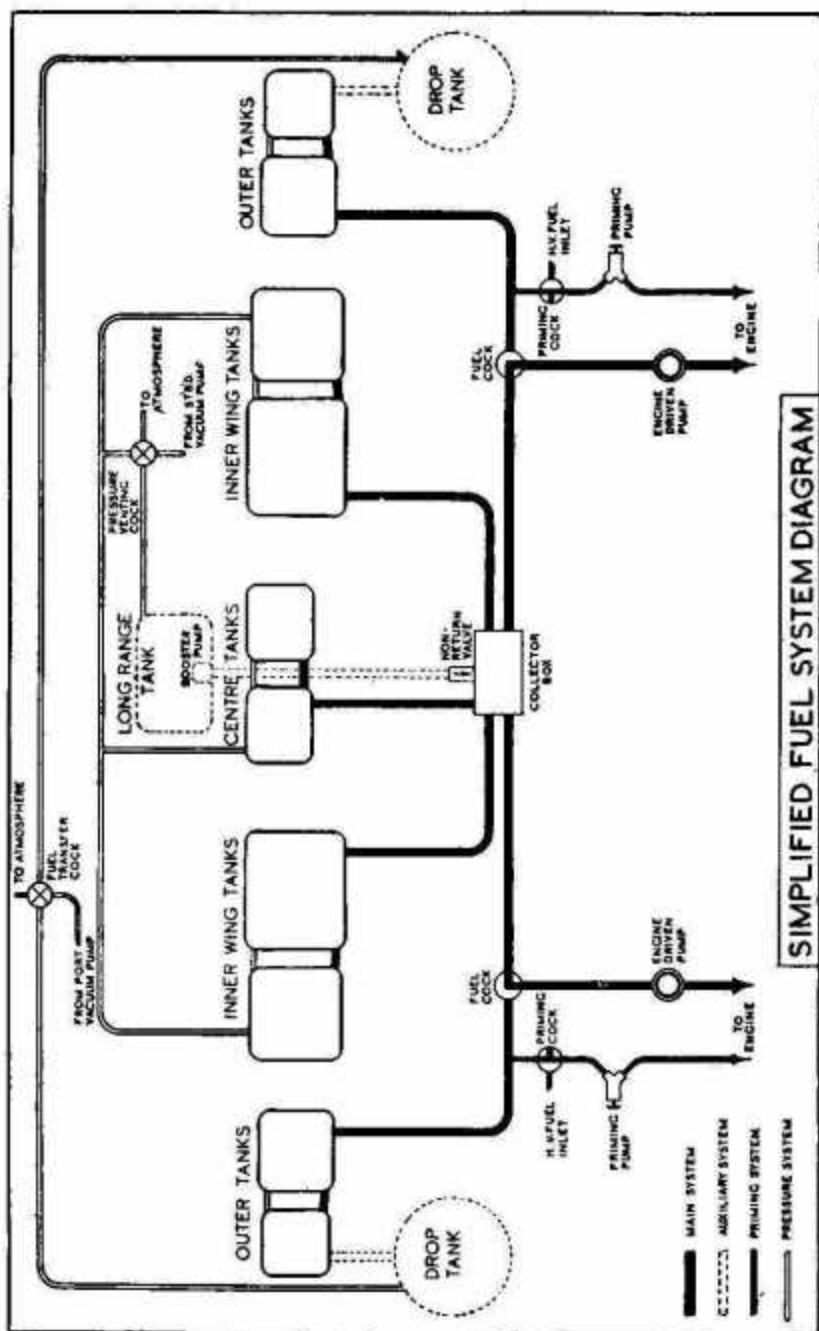 TO ATMOSPHERE
FUEL
TRANSFER
COCK
FROM PORT
VACUUM PUMP
LONG RANGE
TANK
BOOSTER
PUMP
PRESSURE
VENTING
COCK
TO
ATMOSPHERE
FROM STBD.
VACUUM PUMP
OUTER TANKS
INNER WING TANKS
CENTRE TANKS
INNER WING TANKS
OUTER TANKS
DROP
TANK
DROP
TANK
NON-
RETURN
VALVE
COLLECTOR
BOX
FUEL
COCK
PRIMING
COCK
H.V. FUEL
INLET
PRIMING
PUMP
ENGINE
DRIVEN
PUMP
TO
ENGINE
FUEL
COCK
PRIMING
COCK
H.V. FUEL
INLET
PRIMING
PUMP
ENGINE
DRIVEN
PUMP
TO
ENGINE
MAIN SYSTEM
AUXILIARY SYSTEM
PRIMING SYSTEM
PRESSURE SYSTEM
SIMPLIFIED FUEL SYSTEM DIAGRAM